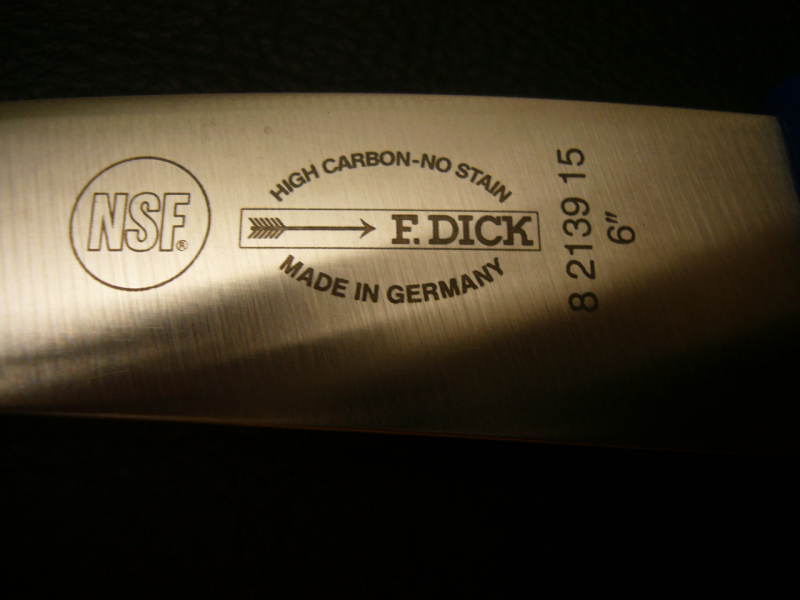 NSF®
HIGH CARBON-NO STAIN
F. DICK
MADE IN GERMANY
8 2139 15
6"